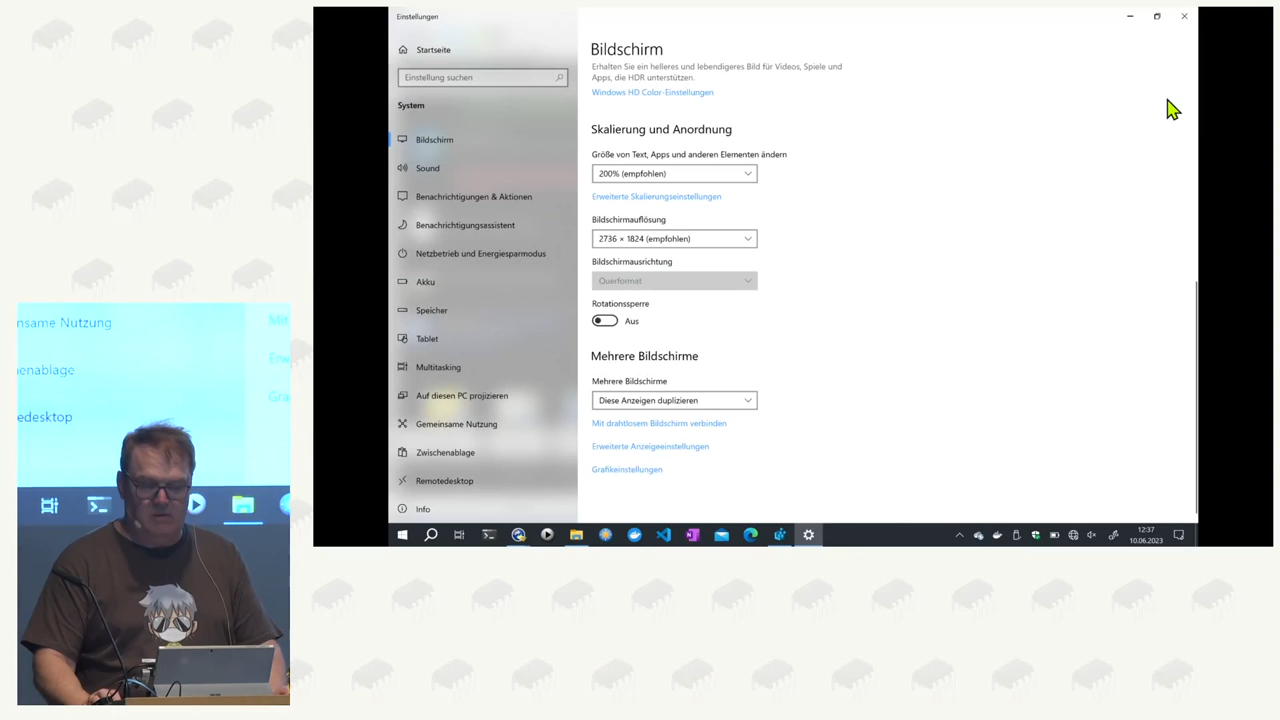 Einstellungen
Startseite
Einstellung suchen
System
Bildschirm
Sound
Benachrichtigungen & Aktionen
Benachrichtigungsassistent
Netzbetrieb und Energiesparmodus
Akku
Speicher
Tablet
Multitasking
Auf diesen PC projizieren
Gemeinsame Nutzung
Zwischenablage
Remotedesktop
Info
Bildschirm
Erhalten Sie ein helleres und lebendigeres Bild für Videos, Spiele und
Apps, die HDR unterstützen.
Windows HD Color-Einstellungen
Skalierung und Anordnung
Größe von Text, Apps und anderen Elementen ändern
200% (empfohlen)
Erweiterte Skalierungseinstellungen
Bildschirmauflösung
2736 × 1824 (empfohlen)
Bildschirmausrichtung
Querformat
Rotationssperre
Aus
Mehrere Bildschirme
Mehrere Bildschirme
Diese Anzeigen duplizieren
Mit drahtlosem Bildschirm verbinden
Erweiterte Anzeigeeinstellungen
Grafikeinstellungen
12:37
10.06.2023
nsame Nutzung
enablage
edesktop
Mit
Erw
Gra